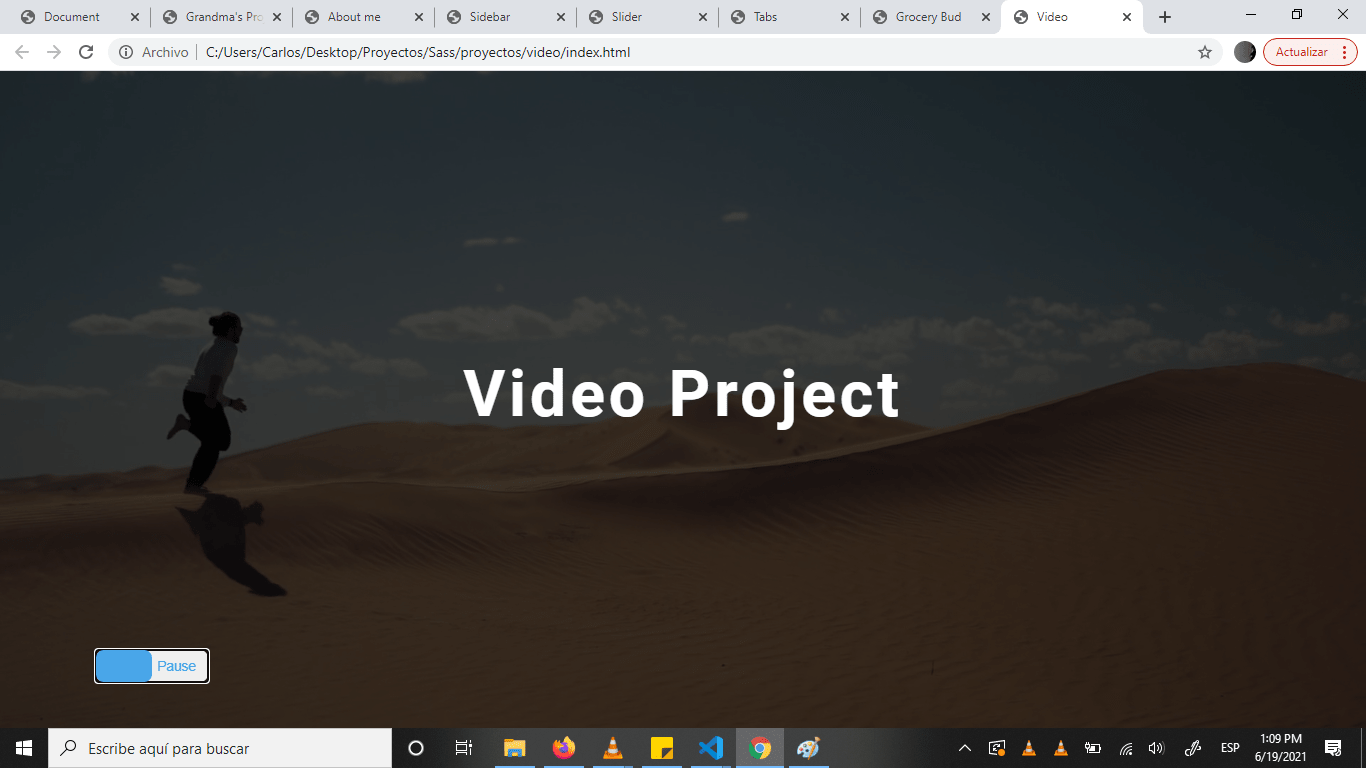 Document
Grandma's Pro
About me
Sidebar
Slider
Tabs
Grocery Bud
Video
Archivo
C:/Users/Carlos/Desktop/Proyectos/Sass/proyectos/video/index.html
Actualizar
Video Project
Pause
Escribe aquí para buscar
ESP
1:09 PM
6/19/2021